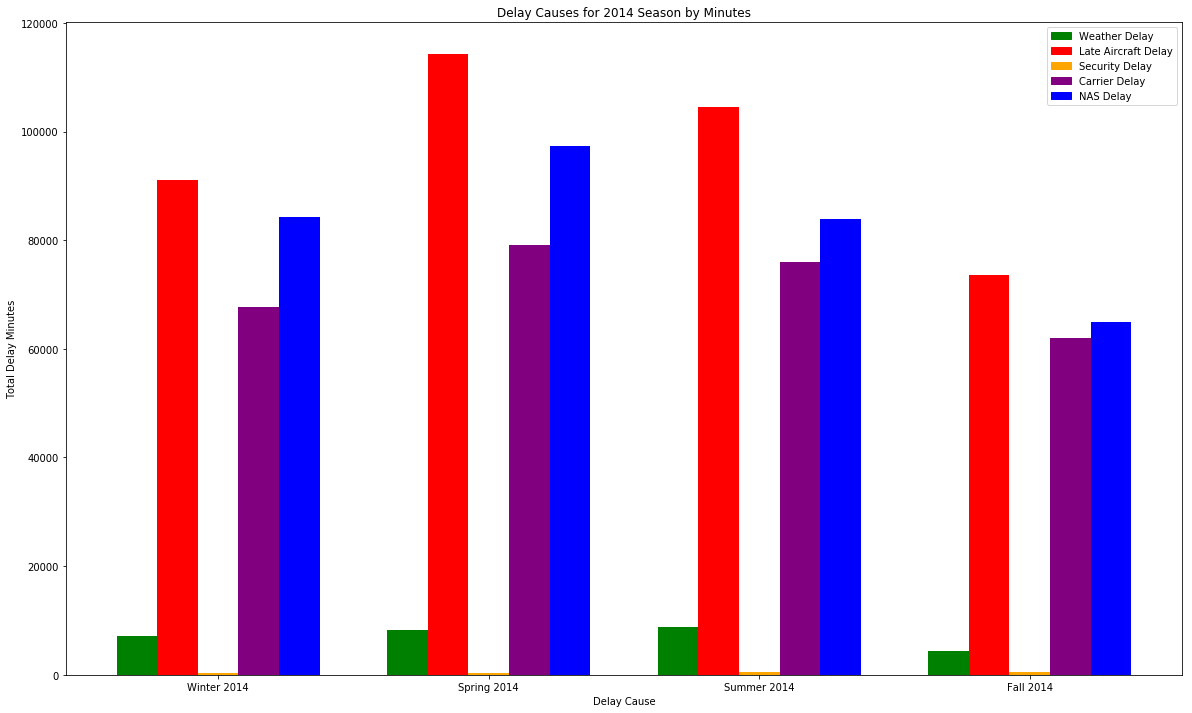 Delay Causes for 2014 Season by Minutes
Weather Delay
Late Aircraft Delay
Security Delay
Carrier Delay
NAS Delay
Total Delay Minutes
120000
100000
80000
60000
40000
20000
0
Winter 2014
Spring 2014
Summer 2014
Fall 2014
Delay Cause